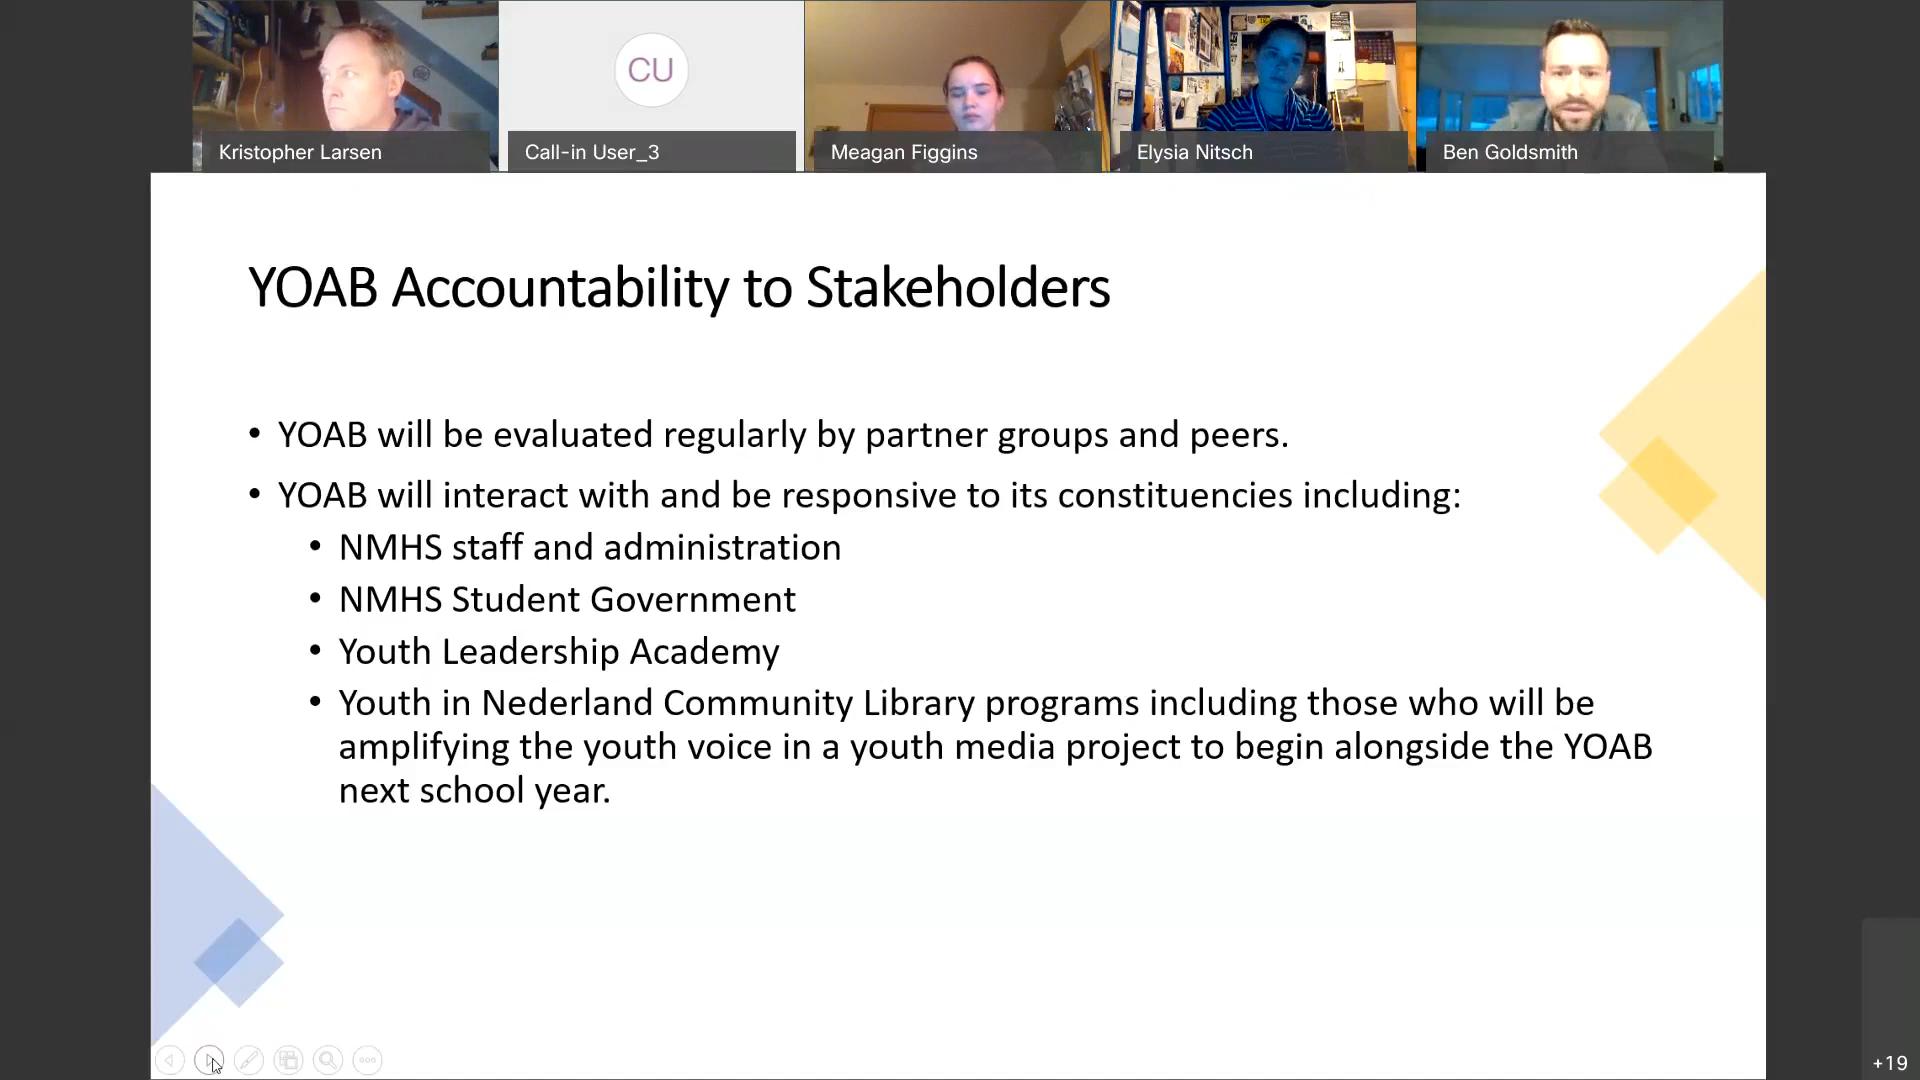 Kristopher Larsen
CU
Call-in User_3
Meagan Figgins
Elysia Nitsch
Ben Goldsmith
YOAB Accountability to Stakeholders
• YOAB will be evaluated regularly by partner groups and peers.
• YOAB will interact with and be responsive to its constituencies including:
• NMHS staff and administration
• NMHS Student Government
• Youth Leadership Academy
• Youth in Nederland Community Library programs including those who will be
amplifying the youth voice in a youth media project to begin alongside the YOAB
next school year.
+19